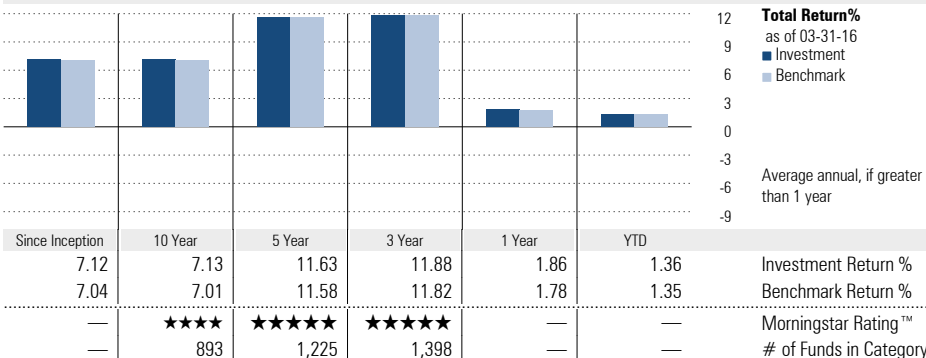 12
9
6
3
0
-3
-6
-9
Total Return%
as of 03-31-16
Investment
Benchmark
Average annual, if greater
than 1 year
Since Inception 10 Year 5 Year 3 Year 1 Year YTD
7.12 7.13 11.63 11.88 1.86 1.36 Investment Return %
7.04 7.01 11.58 11.82 1.78 1.35 Benchmark Return %
— ★★★★ ★★★★★ ★★★★★ — — Morningstar Rating™
— 893 1,225 1,398 — — # of Funds in Category